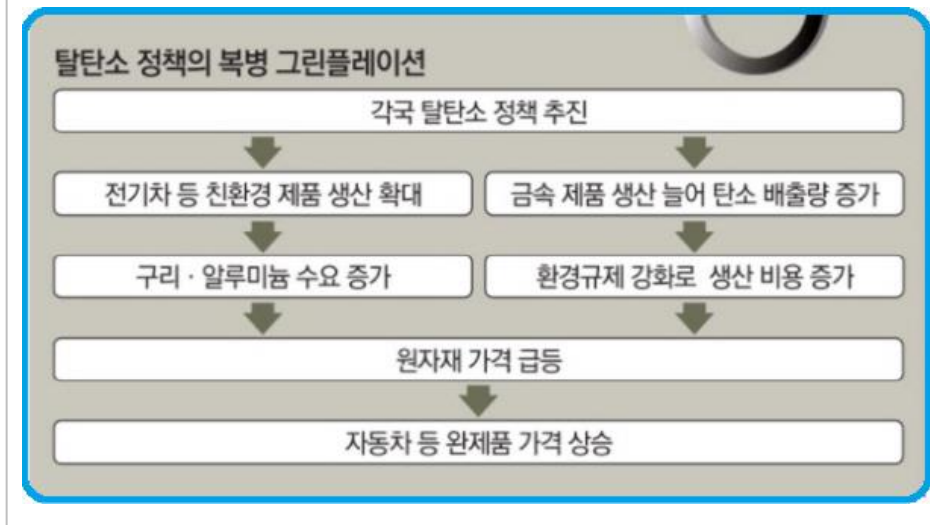 탈탄소 정책의 복병 그린플레이션
각국 탈탄소 정책 추진
전기차 등 친환경 제품 생산 확대
금속 제품 생산 늘어 탄소 배출량 증가
구리 · 알루미늄 수요 증가
환경규제 강화로 생산 비용 증가
원자재 가격 급등
자동차 등 완제품 가격 상승